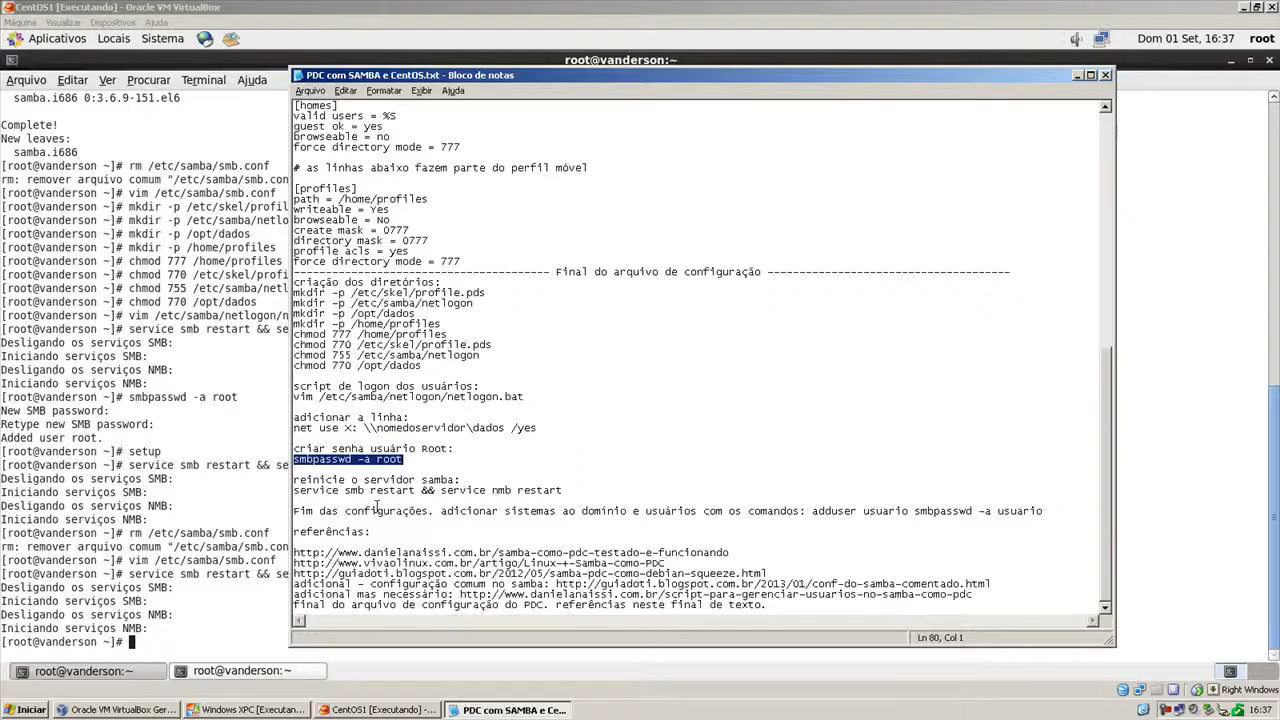 CentOS1 [Executando] - Oracle VM VirtualBox
Máquina Visualizar Dispositivos Ajuda
Aplicativos Locais Sistema
Dom 01 Set, 16:37 root
root@vanderson:~
Arquivo Editar Ver Procurar Terminal Ajuda
samba.i686 0:3.6.9-151.el6
Complete!
New leaves:
samba.i686
[root@vanderson ~]# rm /etc/samba/smb.conf
rm: remover arquivo comum "/etc/samba/smb.con
[root@vanderson ~]# vim /etc/samba/smb.conf
[root@vanderson ~]# mkdir -p /etc/skel/profil
[root@vanderson ~]# mkdir -p /etc/samba/netlo
[root@vanderson ~]# mkdir -p /opt/dados
[root@vanderson ~]# mkdir -p /home/profiles
[root@vanderson ~]# chmod 777 /home/profiles
[root@vanderson ~]# chmod 770 /etc/skel/profi
[root@vanderson ~]# chmod 755 /etc/samba/netl
[root@vanderson ~]# chmod 770 /opt/dados
[root@vanderson ~]# vim /etc/samba/netlogon/n
[root@vanderson ~]# service smb restart && se
Desligando os serviços SMB:
Iniciando serviços SMB:
Desligando os serviços NMB:
Iniciando serviços NMB:
[root@vanderson ~]# smbpasswd -a root
New SMB password:
Retype new SMB password:
Added user root.
[root@vanderson ~]# setup
[root@vanderson ~]# service smb restart && se
Desligando os serviços SMB:
Iniciando serviços SMB:
Desligando os serviços NMB:
Iniciando serviços NMB:
[root@vanderson ~]# rm /etc/samba/smb.conf
rm: remover arquivo comum "/etc/samba/smb.con
[root@vanderson ~]# vim /etc/samba/smb.conf
[root@vanderson ~]# service smb restart && se
Desligando os serviços SMB:
Iniciando serviços SMB:
Desligando os serviços NMB:
Iniciando serviços NMB:
[root@vanderson ~]#
PDC com SAMBA e CentOS.txt - Bloco de notas
Arquivo Editar Formatar Exibir Ajuda
[homes]
valid users = %S
guest ok = yes
browseable = no
force directory mode = 777
# as linhas abaixo fazem parte do perfil móvel
[profiles]
path = /home/profiles
writeable = Yes
browseable = No
create mask = 0777
directory mask = 0777
profile acls = yes
force directory mode = 777
------------------------------------- Final do arquivo de configuração -----------------------------------
criação dos diretórios:
mkdir -p /etc/skel/profile.pds
mkdir -p /etc/samba/netlogon
mkdir -p /opt/dados
mkdir -p /home/profiles
chmod 777 /home/profiles
chmod 770 /etc/skel/profile.pds
chmod 755 /etc/samba/netlogon
chmod 770 /opt/dados
script de logon dos usuários:
vim /etc/samba/netlogon/netlogon.bat
adicionar a linha:
net use X: \\nomedoservidor\dados /yes
criar senha usuário Root:
smbpasswd -a root
reinicie o servidor samba:
service smb restart && service nmb restart
Fim das configurações. adicionar sistemas ao domínio e usuários com os comandos: adduser usuario smbpasswd -a usuario
referências:
http://www.danielanaissi.com.br/samba-como-pdc-testado-e-funcionando
http://www.vivaolinux.com.br/artigo/Linux-+-Samba-como-PDC
http://guiadoti.blogspot.com.br/2012/05/samba-pdc-como-debian-squeeze.html
adicional - configuração comum no samba: http://guiadoti.blogspot.com.br/2013/01/conf-do-samba-comentado.html
adicional mas necessário: http://www.danielanaissi.com.br/script-para-gerenciar-usuarios-no-samba-como-pdc
final do arquivo de configuração do PDC. referências neste final de texto.
Ln 80, Col 1
root@vanderson:~ root@vanderson:~
Right Windows
Iniciar Oracle VM VirtualBox Ger... Windows XPC [Executan... CentOS1 [Executando] -... PDC com SAMBA e Ce... 16:37